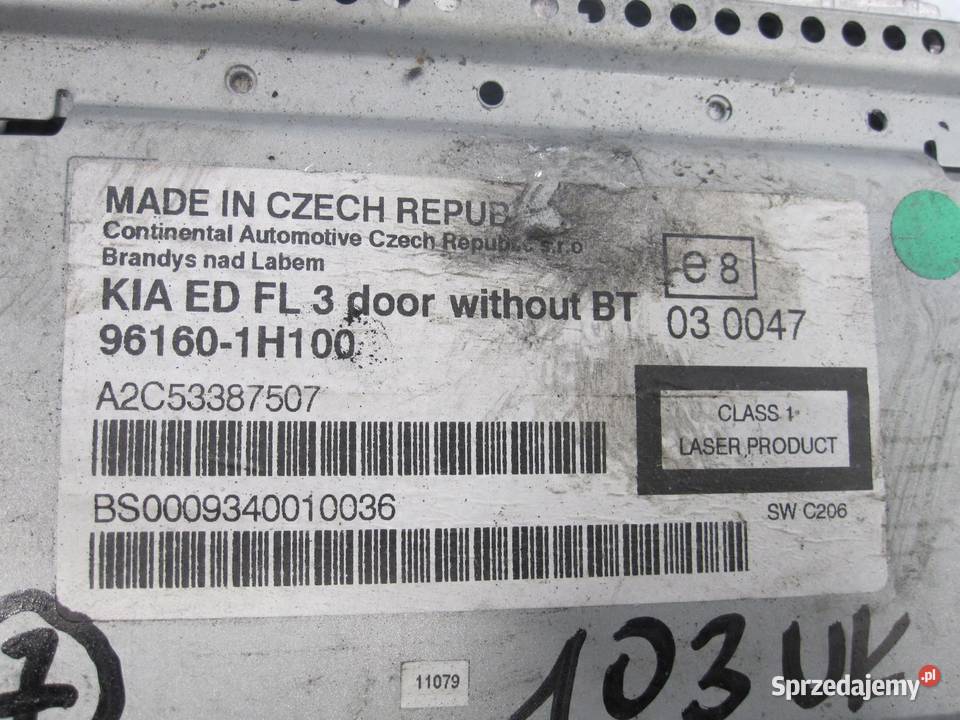 MADE IN CZECH REPUB
Continental Automotive Czech Republic s.r.o
Brandys nad Labem
KIA ED FL 3 door without BT
96160-1H100
A2C53387507
BS0009340010036
e 8
03 0047
CLASS 1
LASER PRODUCT
SW C206
11079
7
103 UK
Sprzedajemy.pl